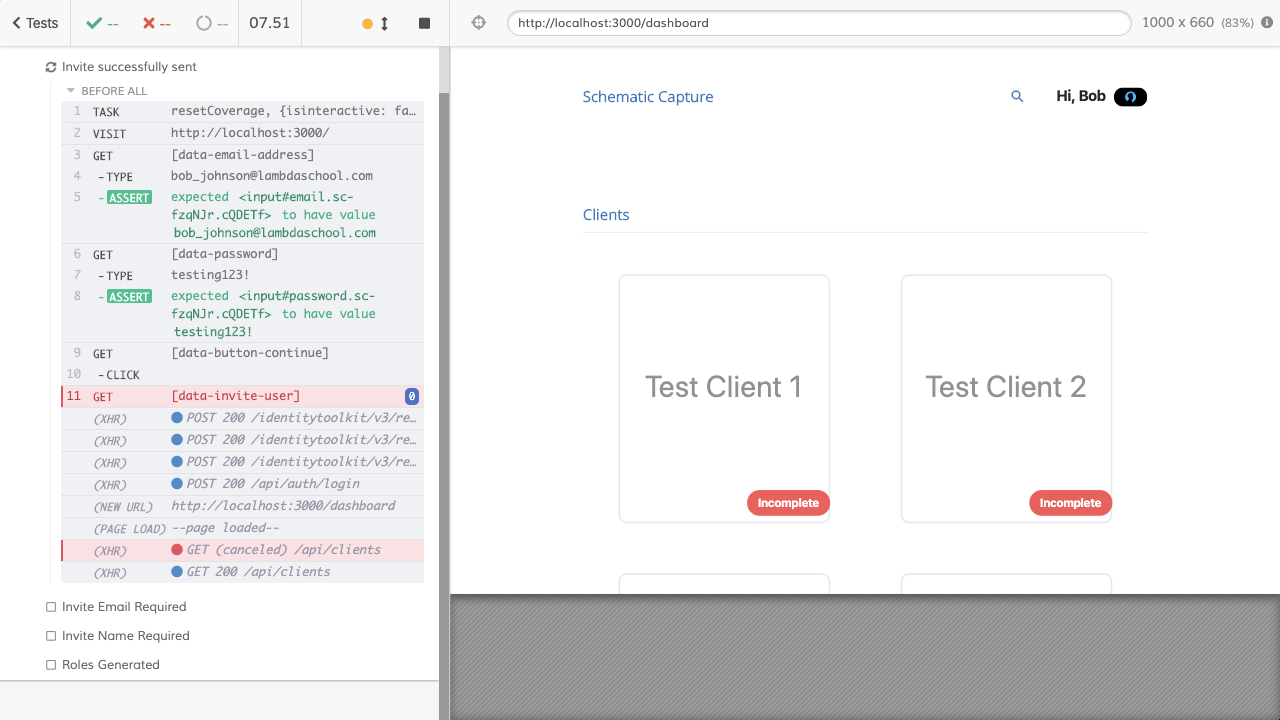 Tests
--
--
--
07.51
http://localhost:3000/dashboard
1000 x 660 (83%)
Invite successfully sent
BEFORE ALL
1 TASK resetCoverage, {isinteractive: fa…
2 VISIT http://localhost:3000/
3 GET [data-email-address]
4 -TYPE bob_johnson@lambdaschool.com
5 -ASSERT expected <input#email.sc-
fzqNJr.cQDETf> to have value
bob_johnson@lambdaschool.com
6 GET [data-password]
7 -TYPE testing123!
8 -ASSERT expected <input#password.sc-
fzqNJr.cQDETf> to have value
testing123!
9 GET [data-button-continue]
10 -CLICK
11 GET [data-invite-user] 0
(XHR) POST 200 /identitytoolkit/v3/re…
(XHR) POST 200 /identitytoolkit/v3/re…
(XHR) POST 200 /identitytoolkit/v3/re…
(XHR) POST 200 /api/auth/login
(NEW URL) http://localhost:3000/dashboard
(PAGE LOAD) --page loaded--
(XHR) GET (canceled) /api/clients
(XHR) GET 200 /api/clients
Invite Email Required
Invite Name Required
Roles Generated
Schematic Capture
Hi, Bob
Clients
Test Client 1
Incomplete
Test Client 2
Incomplete